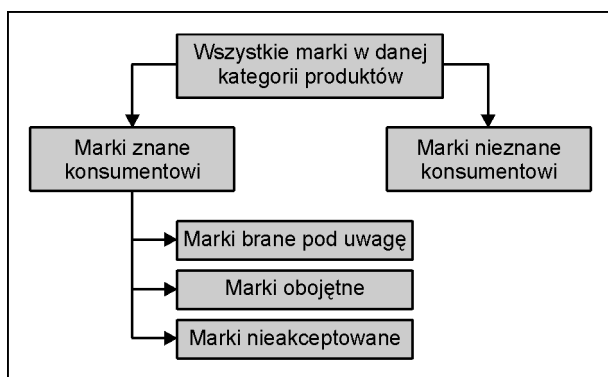 Wszystkie marki w danej
kategorii produktów
Marki znane
konsumentowi
Marki nieznane
konsumentowi
Marki brane pod uwagę
Marki obojętne
Marki nieakceptowane